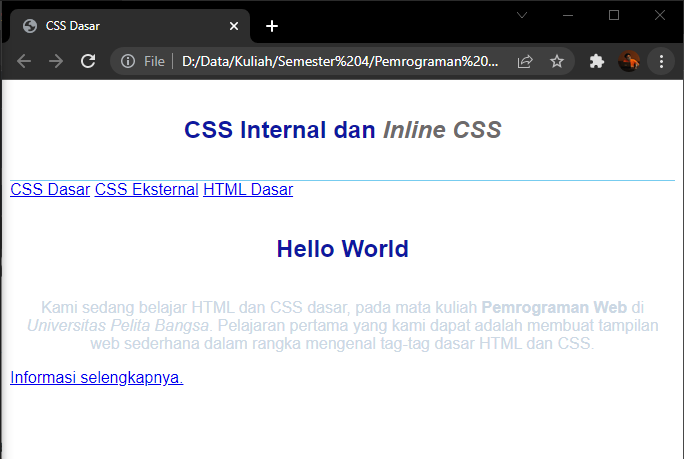 CSS Dasar
File
D:/Data/Kuliah/Semester%204/Pemrograman%20...
CSS Internal dan Inline CSS
CSS Dasar CSS Eksternal HTML Dasar
Hello World
Kami sedang belajar HTML dan CSS dasar, pada mata kuliah Pemrograman Web di
Universitas Pelita Bangsa. Pelajaran pertama yang kami dapat adalah membuat tampilan
web sederhana dalam rangka mengenal tag-tag dasar HTML dan CSS.
Informasi selengkapnya.